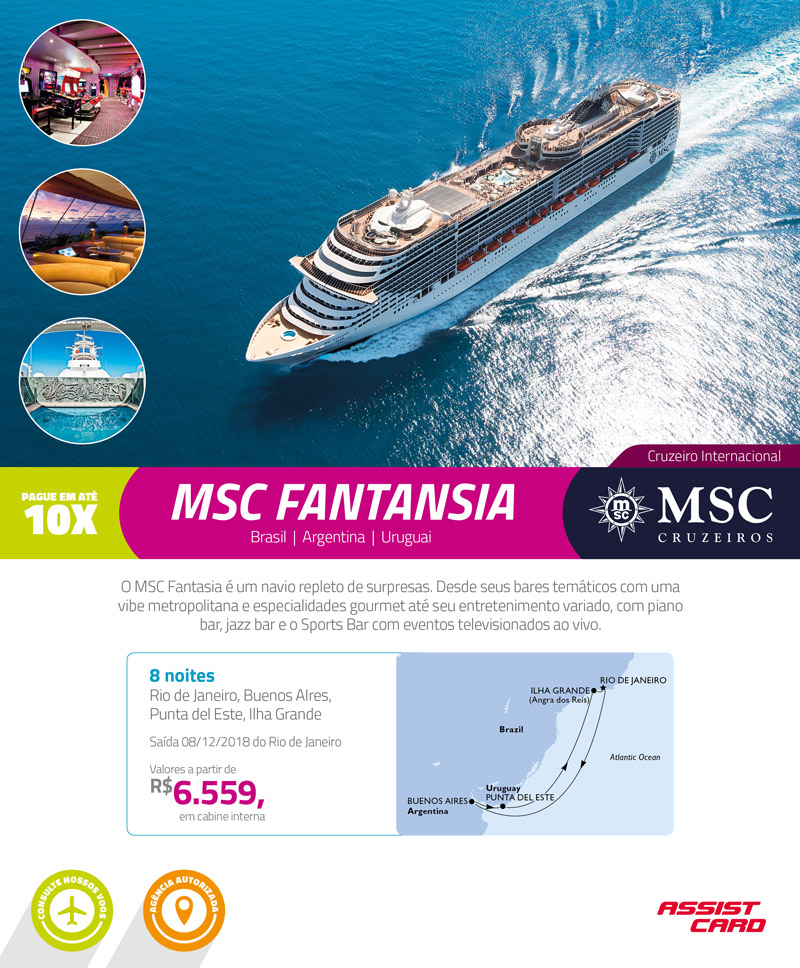 MSC
Cruzeiro Internacional
PAGUE EM ATÉ
10X
MSC FANTANSIA
Brasil | Argentina | Uruguai
MSC
MSC
CRUZEIROS
O MSC Fantasia é um navio repleto de surpresas. Desde seus bares temáticos com uma
vibe metropolitana e especialidades gourmet até seu entretenimento variado, com piano
bar, jazz bar e o Sports Bar com eventos televisionados ao vivo.
8 noites
Rio de Janeiro, Buenos Aires,
Punta del Este, Ilha Grande
Saída 08/12/2018 do Rio de Janeiro
Valores a partir de
R$6.559,
em cabine interna
RIO DE JANEIRO
ILHA GRANDE
(Angra dos Reis)
Brazil
Atlantic Ocean
Uruguay
PUNTA DEL ESTE
BUENOS AIRES
Argentina
CONSULTE NOSSOS VOOS
AGÊNCIA AUTORIZADA
ASSIST
CARD